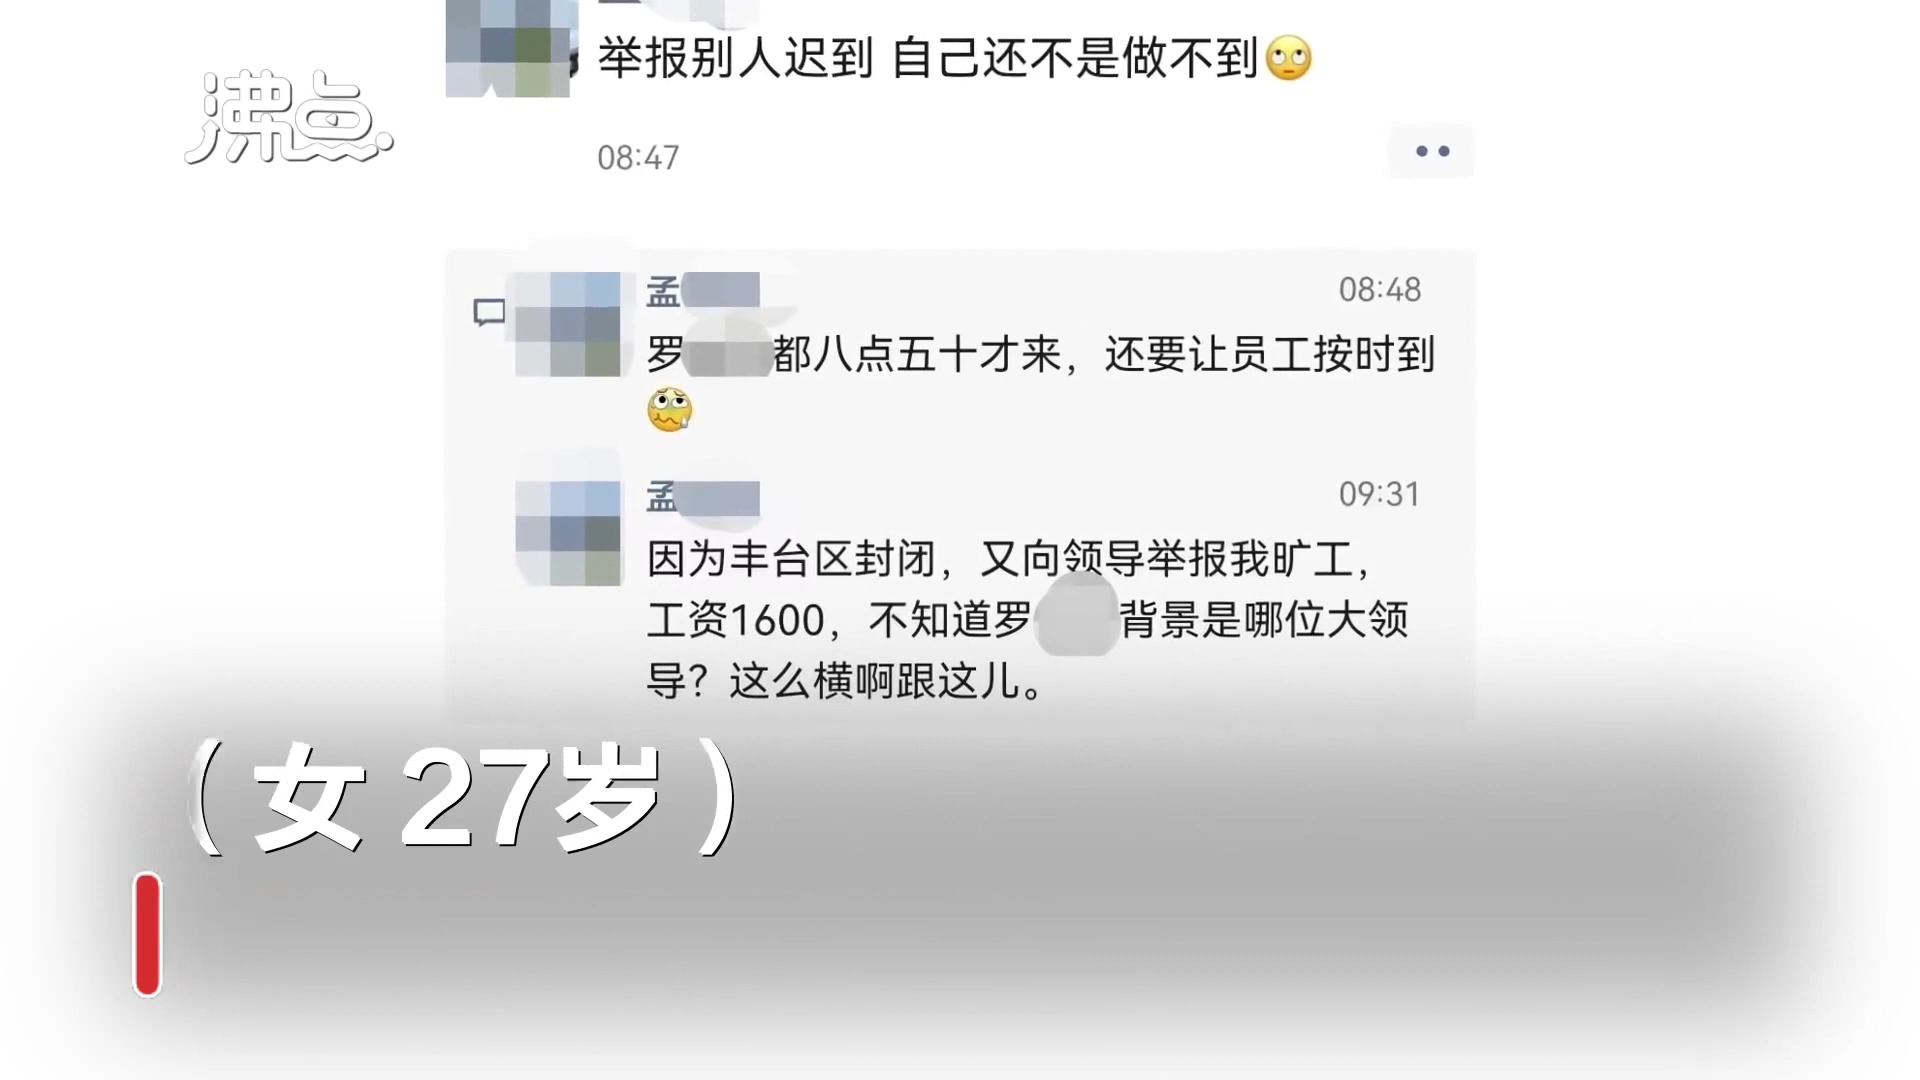 举报别人迟到 自己还不是做不到🙄
沸点
08:47
孟
08:48
罗 都八点五十才来，还要让员工按时到
孟
09:31
因为丰台区封闭，又向领导举报我旷工，
工资1600，不知道罗 背景是哪位大领
导？这么横啊跟这儿。
（女 27岁）